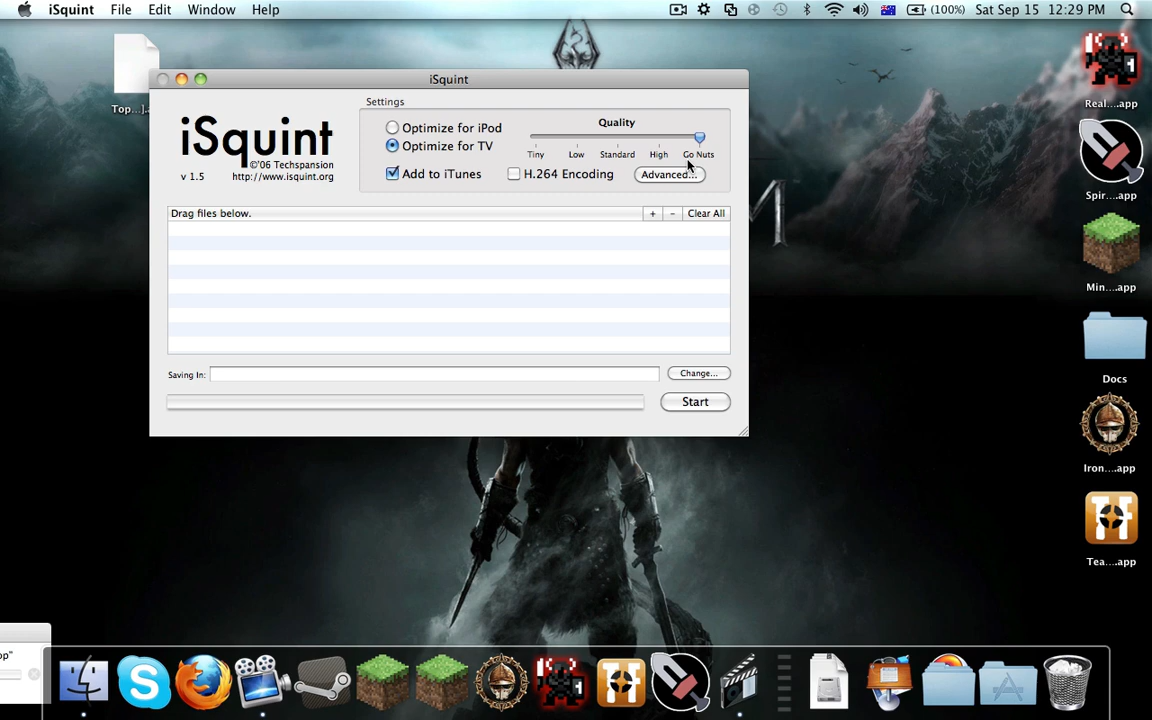 iSquint File Edit Window Help (100%) Sat Sep 15 12:29 PM
Top...].a
iSquint
Settings
iSquint
©'06 Techspansion
v 1.5 http://www.isquint.org
Optimize for iPod
Optimize for TV
Add to iTunes
Quality
Tiny Low Standard High Go Nuts
H.264 Encoding
Advanced...
Drag files below. + - Clear All
Saving In: Change...
Start
Real...app
Spir...app
Min....app
Docs
Iron...app
Tea....app
p"